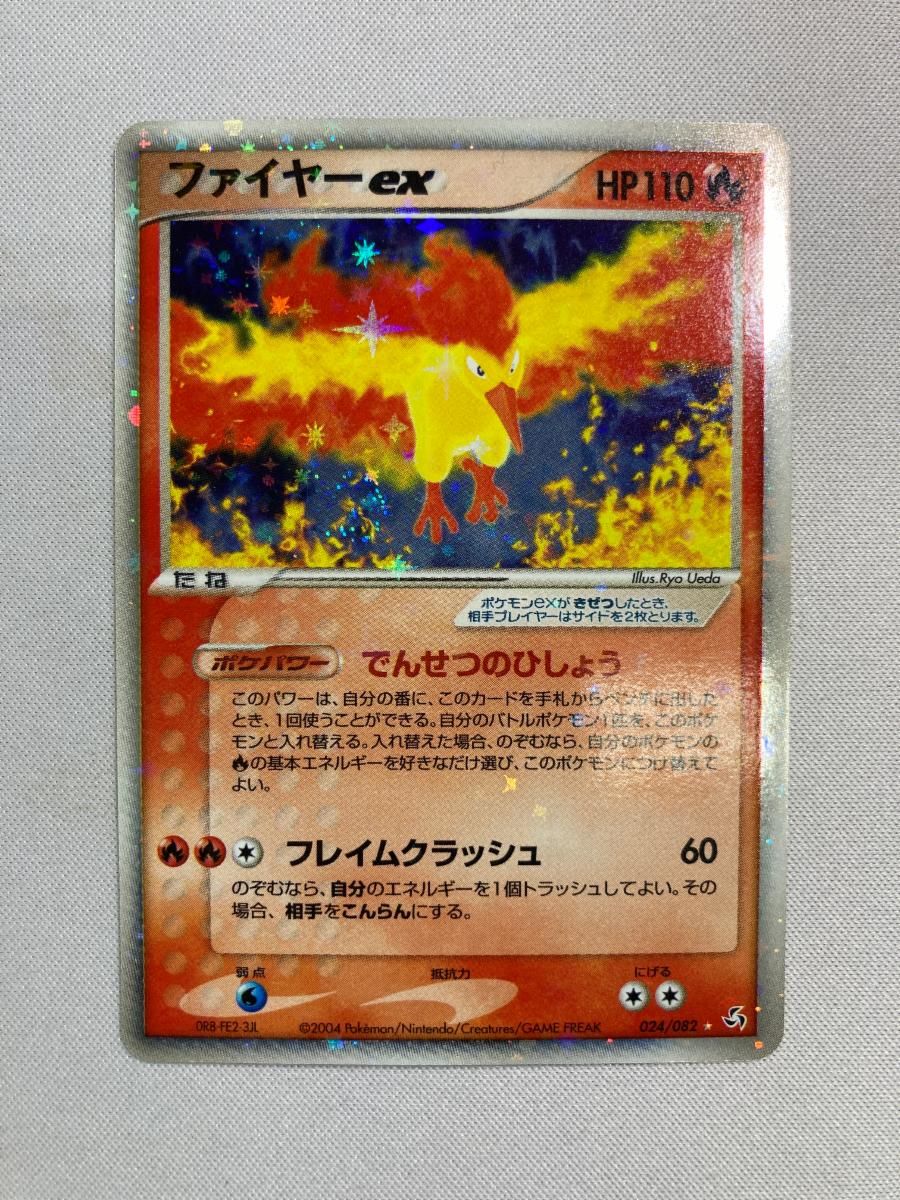 ファイヤーex HP110
たね Illus.Ryo Ueda
ポケモンexが きぜつしたとき、
相手プレイヤーはサイドを2枚とります。
ポケパワー でんせつのひしょう
このパワーは、自分の番に、このカードを手札からベンチに出した
とき、1回使うことができる。自分のバトルポケモン1匹を、このポケ
モンと入れ替える。入れ替えた場合、のぞむなら、自分のポケモンの
の基本エネルギーを好きなだけ選び、このポケモンにつけ替えて
よい。
フレイムクラッシュ 60
のぞむなら、自分のエネルギーを1個トラッシュしてよい。その
場合、相手をこんらんにする。
弱点 抵抗力 にげる
0R8-FE2-3JL ©2004 Pokémon/Nintendo/Creatures/GAME FREAK 024/082 ★